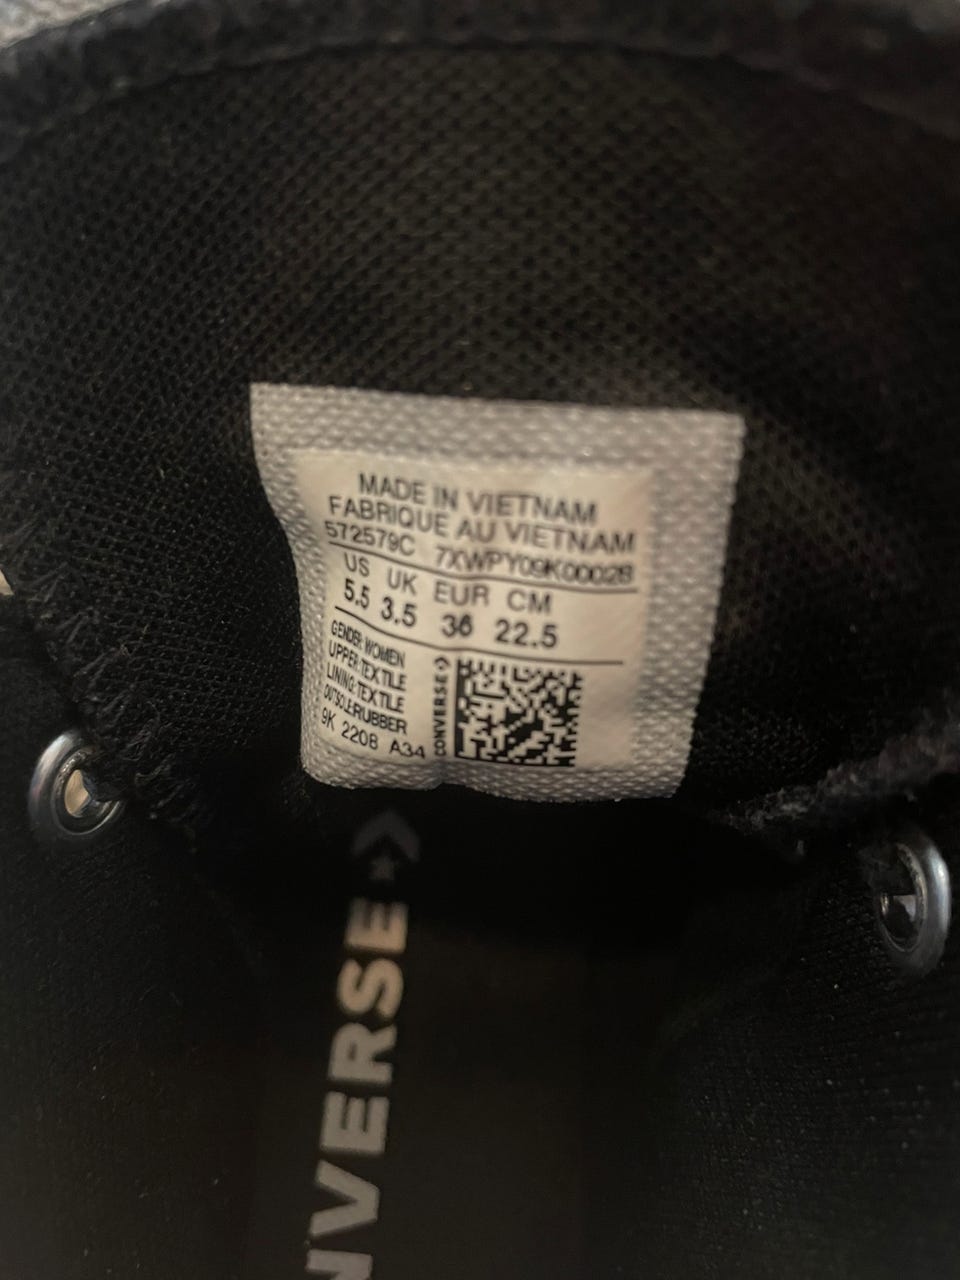 MADE IN VIETNAM
FABRIQUE AU VIETNAM
572579C 7XWPY09K00028
US UK EUR CM
5.5 3.5 36 22.5
GENDER:WOMEN
UPPER:TEXTILE
LINING:TEXTILE
OUTSOLE:RUBBER
9K 2208 A34
CONVERSE
NVERSE